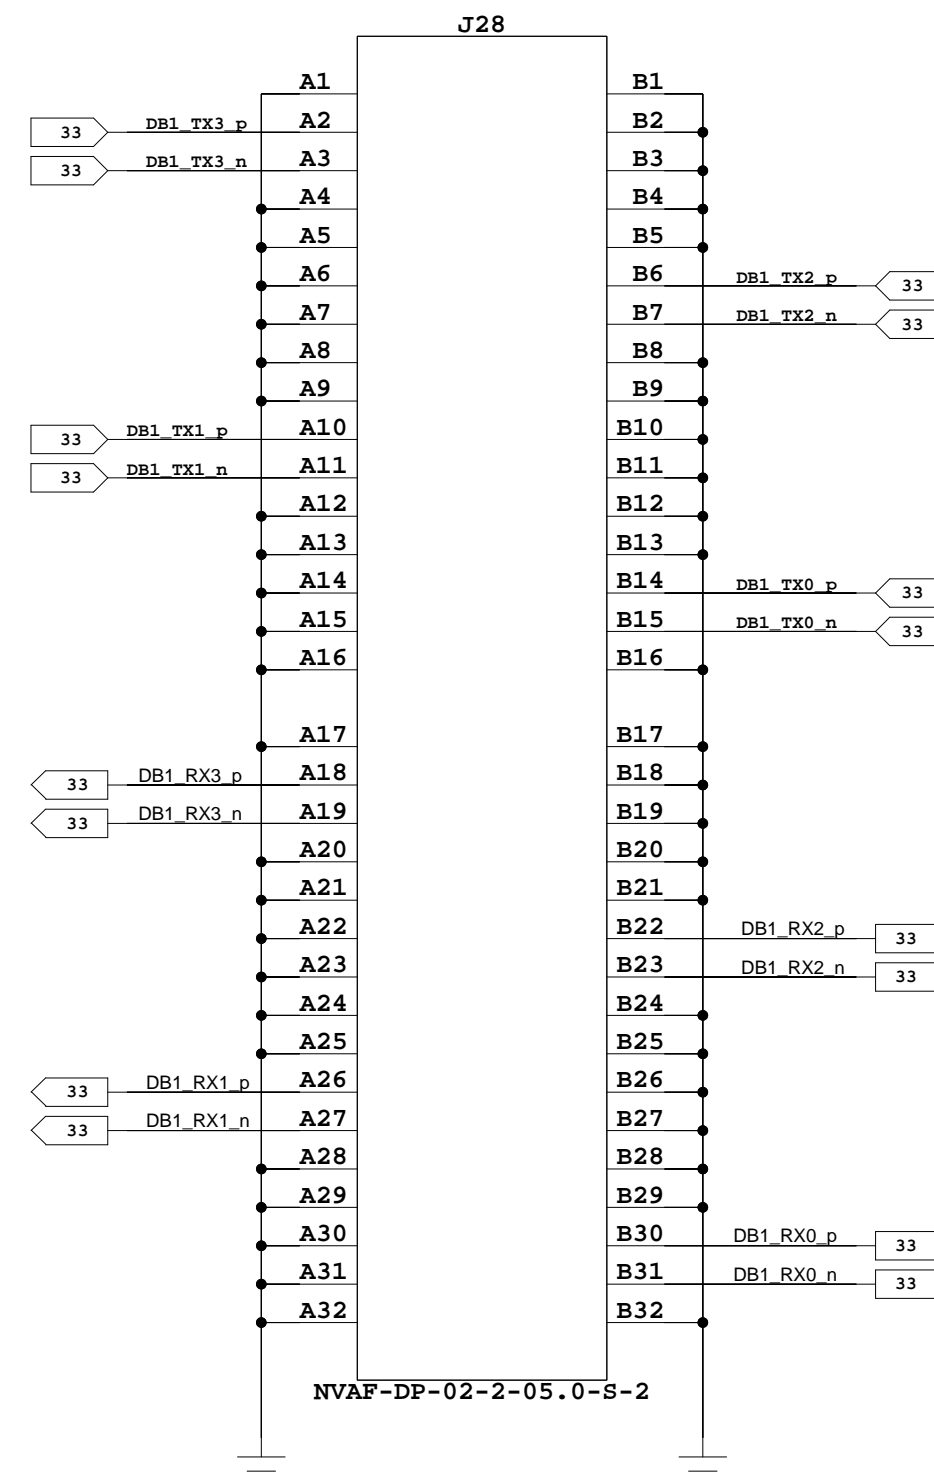 J28
A1 B1
33 DB1_TX3_p A2 B2
33 DB1_TX3_n A3 B3
A4 B4
A5 B5
A6 B6 DB1_TX2_p 33
A7 B7 DB1_TX2_n 33
A8 B8
A9 B9
33 DB1_TX1_p A10 B10
33 DB1_TX1_n A11 B11
A12 B12
A13 B13
A14 B14 DB1_TX0_p 33
A15 B15 DB1_TX0_n 33
A16 B16
A17 B17
33 DB1_RX3_p A18 B18
33 DB1_RX3_n A19 B19
A20 B20
A21 B21
A22 B22 DB1_RX2_p 33
A23 B23 DB1_RX2_n 33
A24 B24
A25 B25
33 DB1_RX1_p A26 B26
33 DB1_RX1_n A27 B27
A28 B28
A29 B29
A30 B30 DB1_RX0_p 33
A31 B31 DB1_RX0_n 33
A32 B32
NVAF-DP-02-2-05.0-S-2